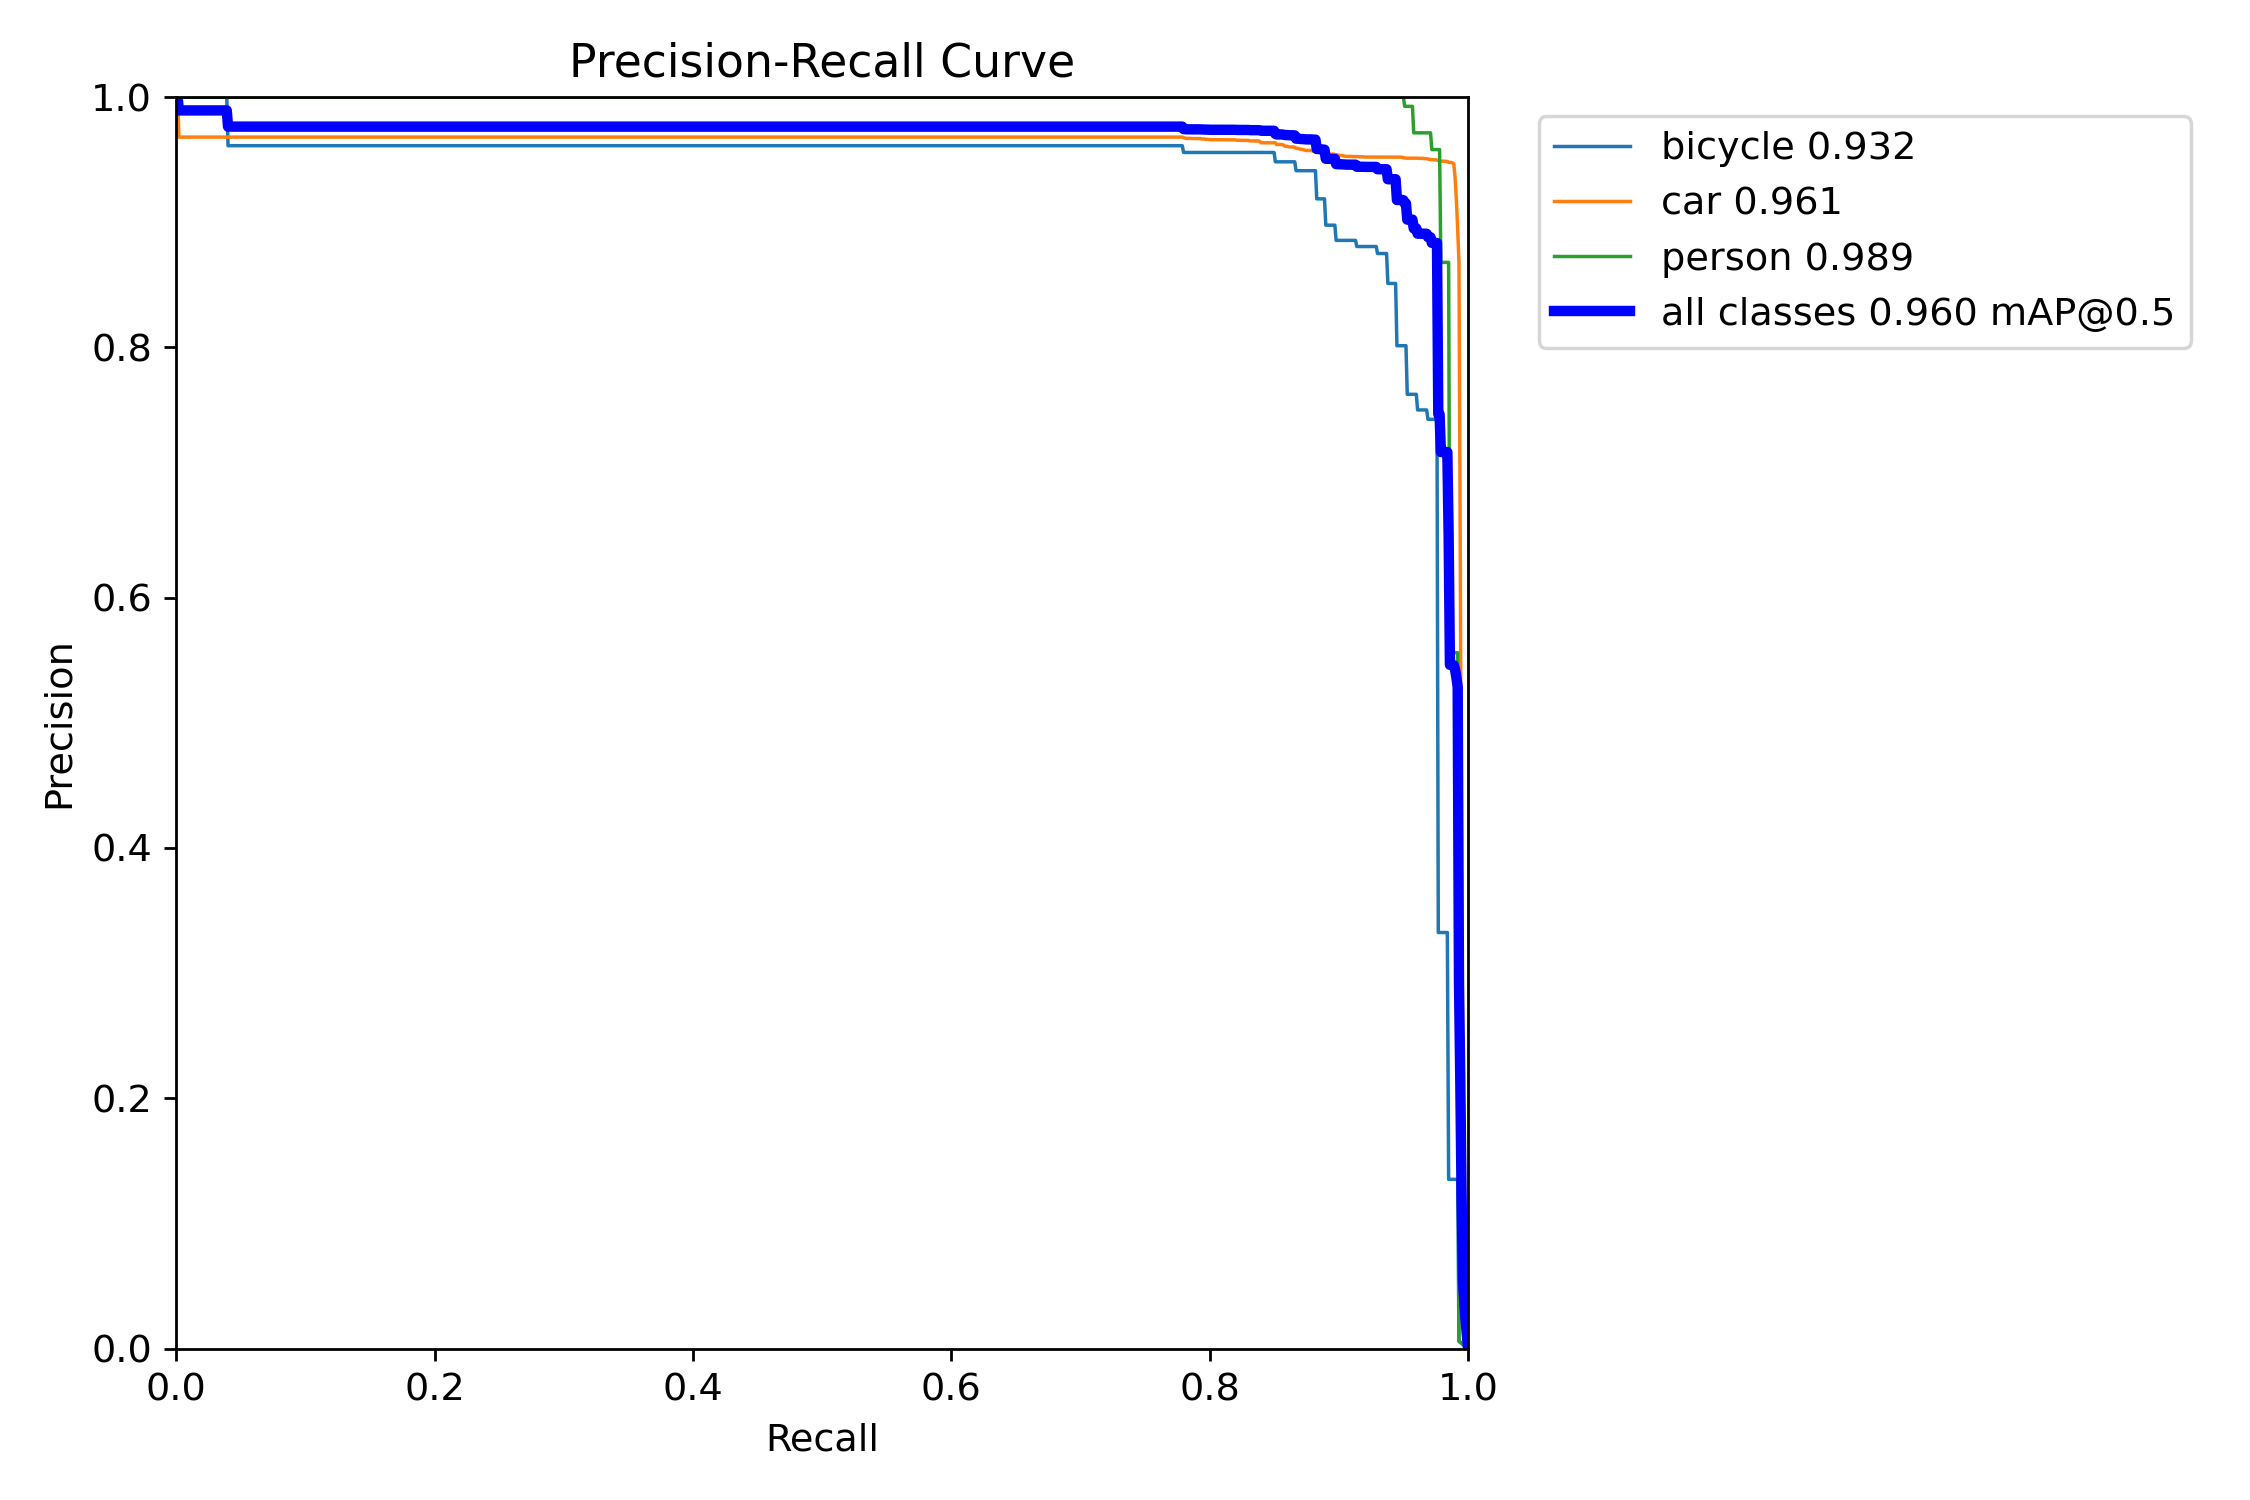 Precision-Recall Curve
1.0
0.8
0.6
0.4
0.2
0.0
Precision
0.0 0.2 0.4 0.6 0.8 1.0
Recall
bicycle 0.932
car 0.961
person 0.989
all classes 0.960 mAP@0.5